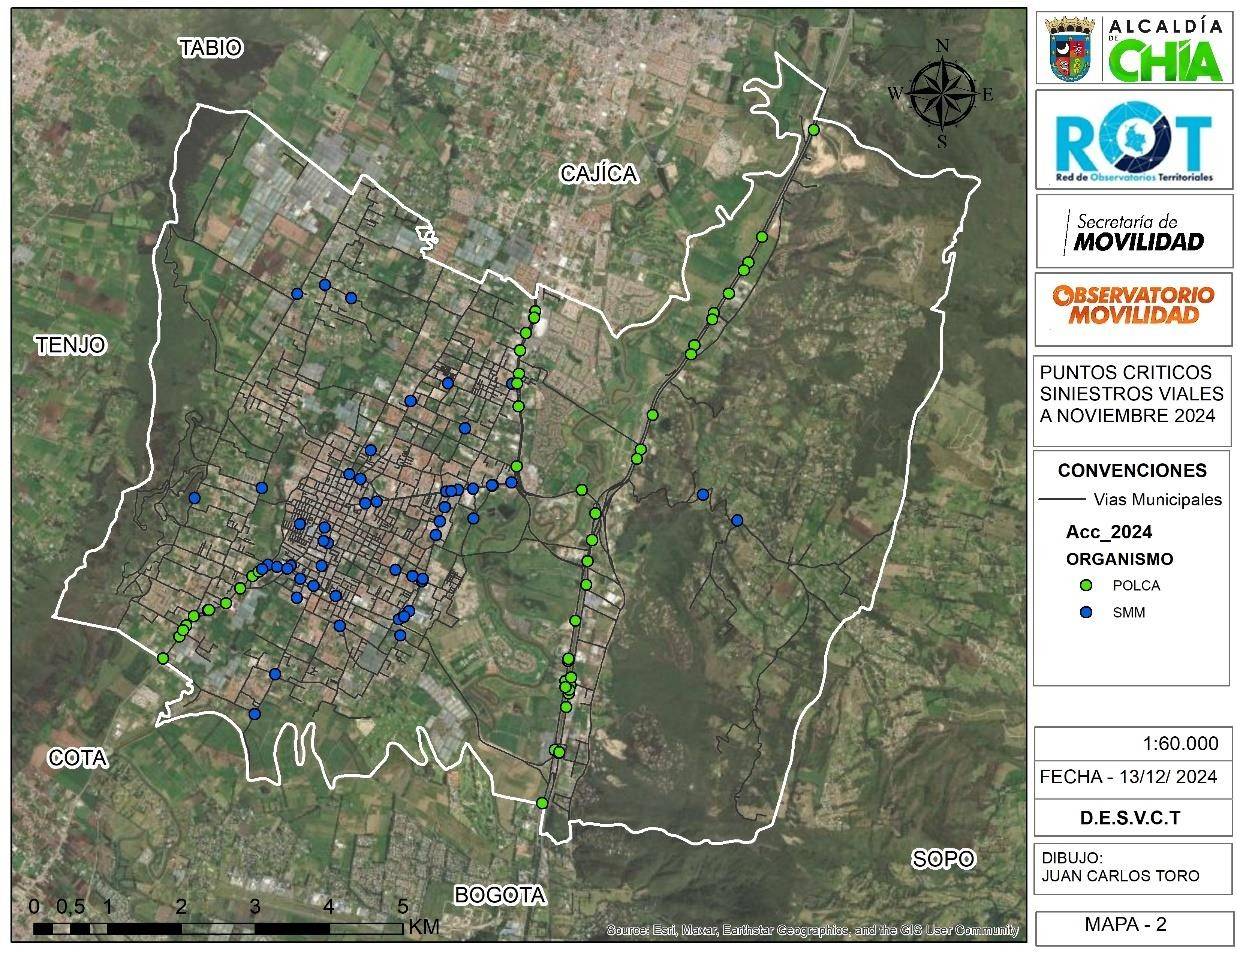 TABIO
CAJÍCA
TENJO
COTA
BOGOTA
SOPO
N
W
E
S
0 0,5 1 2 3 4 5
KM
Source: Esri, Maxar, Earthstar Geographics, and the GIS User Community
ALCALDÍA
DE CHÍA
ROT
Red de Observatorios Territoriales
Secretaría de
MOVILIDAD
OBSERVATORIO
MOVILIDAD
PUNTOS CRITICOS
SINIESTROS VIALES
A NOVIEMBRE 2024
CONVENCIONES
Vias Municipales
Acc_2024
ORGANISMO
POLCA
SMM
1:60.000
FECHA - 13/12/ 2024
D.E.S.V.C.T
DIBUJO:
JUAN CARLOS TORO
MAPA - 2